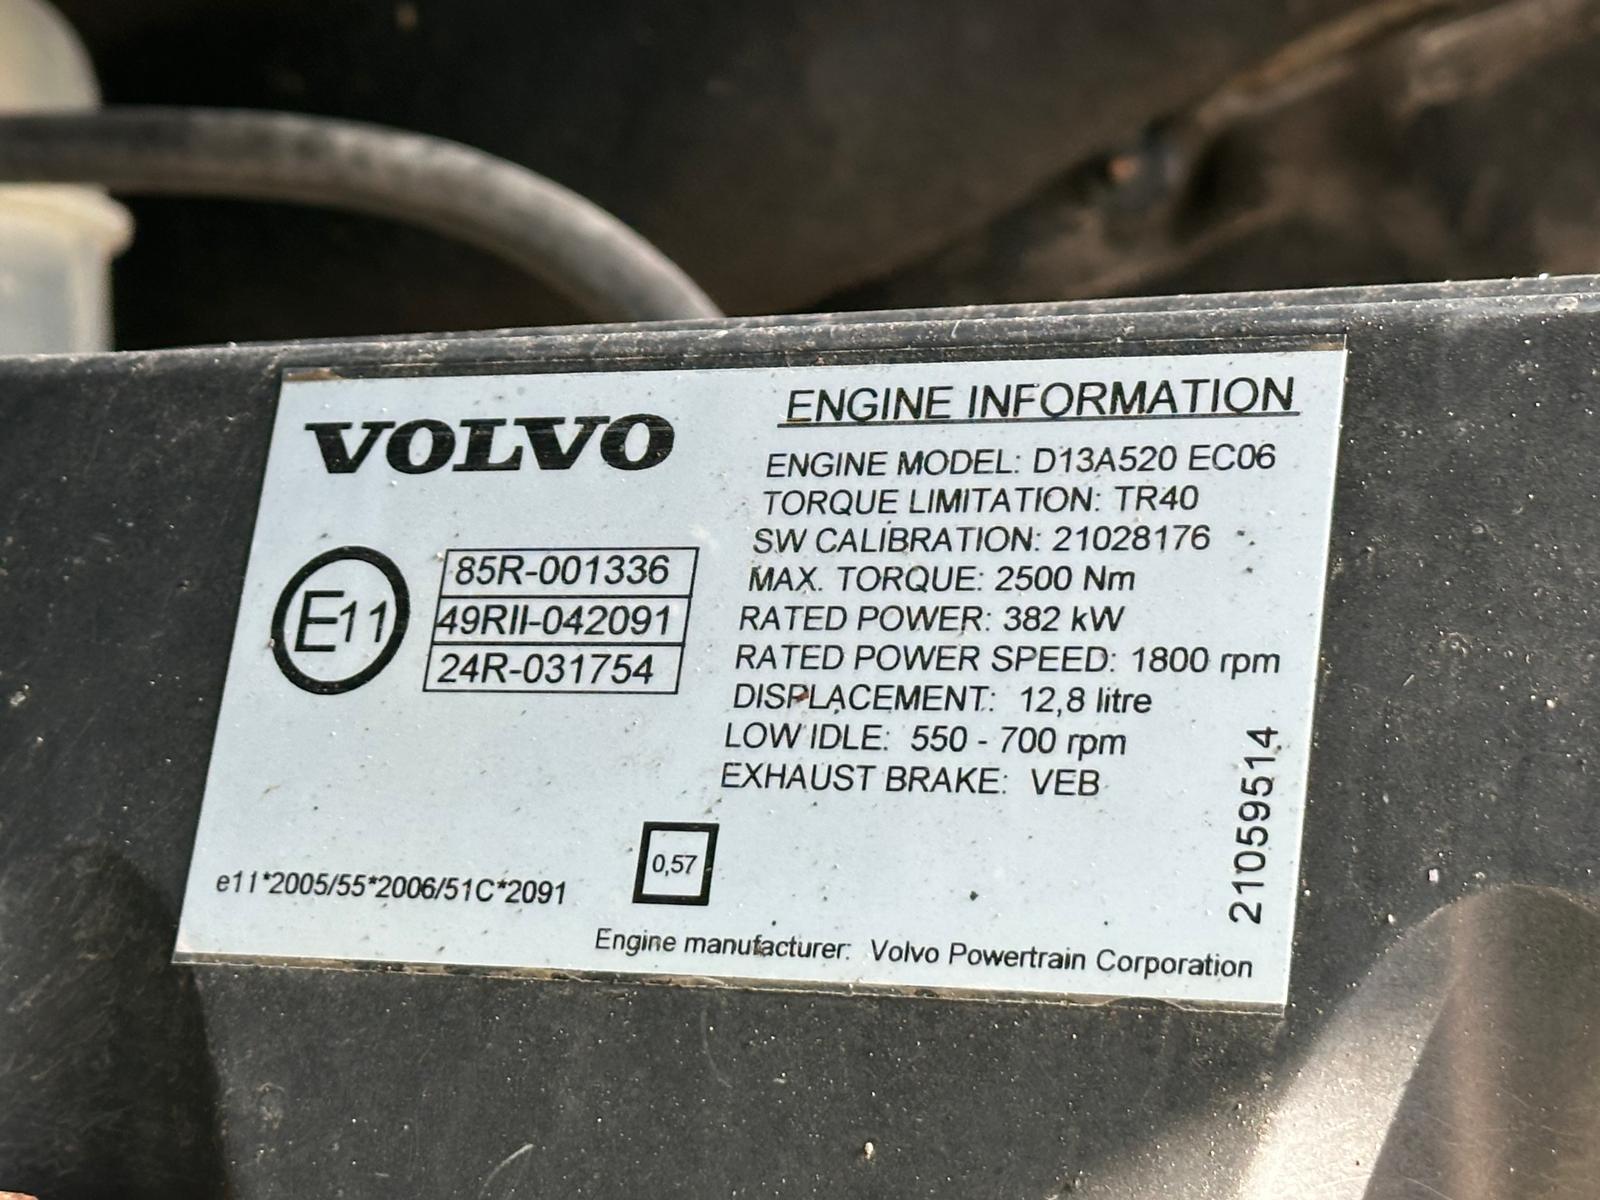 VOLVO
E11
85R-001336
49RII-042091
24R-031754
ENGINE INFORMATION
ENGINE MODEL: D13A520 EC06
TORQUE LIMITATION: TR40
SW CALIBRATION: 21028176
MAX. TORQUE: 2500 Nm
RATED POWER: 382 kW
RATED POWER SPEED: 1800 rpm
DISPLACEMENT: 12,8 litre
LOW IDLE: 550 - 700 rpm
EXHAUST BRAKE: VEB
21059514
0,57
e11*2005/55*2006/51C*2091
Engine manufacturer: Volvo Powertrain Corporation